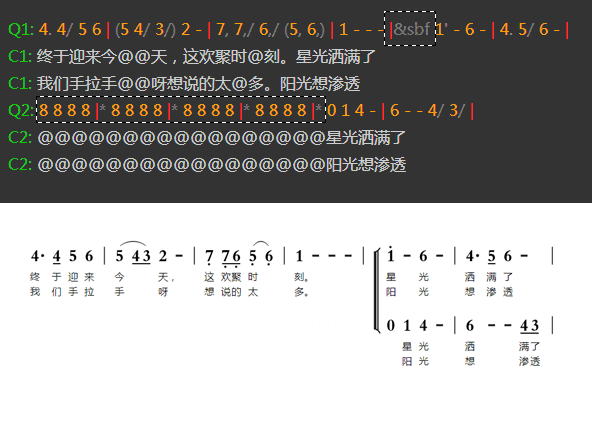 Q1: 4. 4/ 5 6 | (5 4/ 3/) 2 - | 7, 7,/ 6,/ (5, 6,) | 1 - - - |&sbf 1' - 6 - | 4. 5/ 6 - |
C1: 终于迎来今@@天，这欢聚时@刻。星光洒满了
C1: 我们手拉手@@呀想说的太@多。阳光想渗透
Q2: 8 8 8 8 |* 8 8 8 8 |* 8 8 8 8 |* 8 8 8 8 |* 0 1 4 - | 6 - - 4/ 3/ |
C2: @@@@@@@@@@@@@@@@@星光洒满了
C2: @@@@@@@@@@@@@@@@@阳光想渗透
4· 4 5 6 | 5 4 3 2 - | 7 7 6 5 6 | 1 - - - | 1 - 6 - | 4· 5 6 - |
终 于 迎 来 今 天， 这 欢聚 时 刻。 星 光 洒 满 了
我 们 手 拉 手 呀 想 说的 太 多。 阳 光 想 渗 透
0 1 4 - | 6 - - 4 3 |
星 光 洒 满了
阳 光 想 渗透